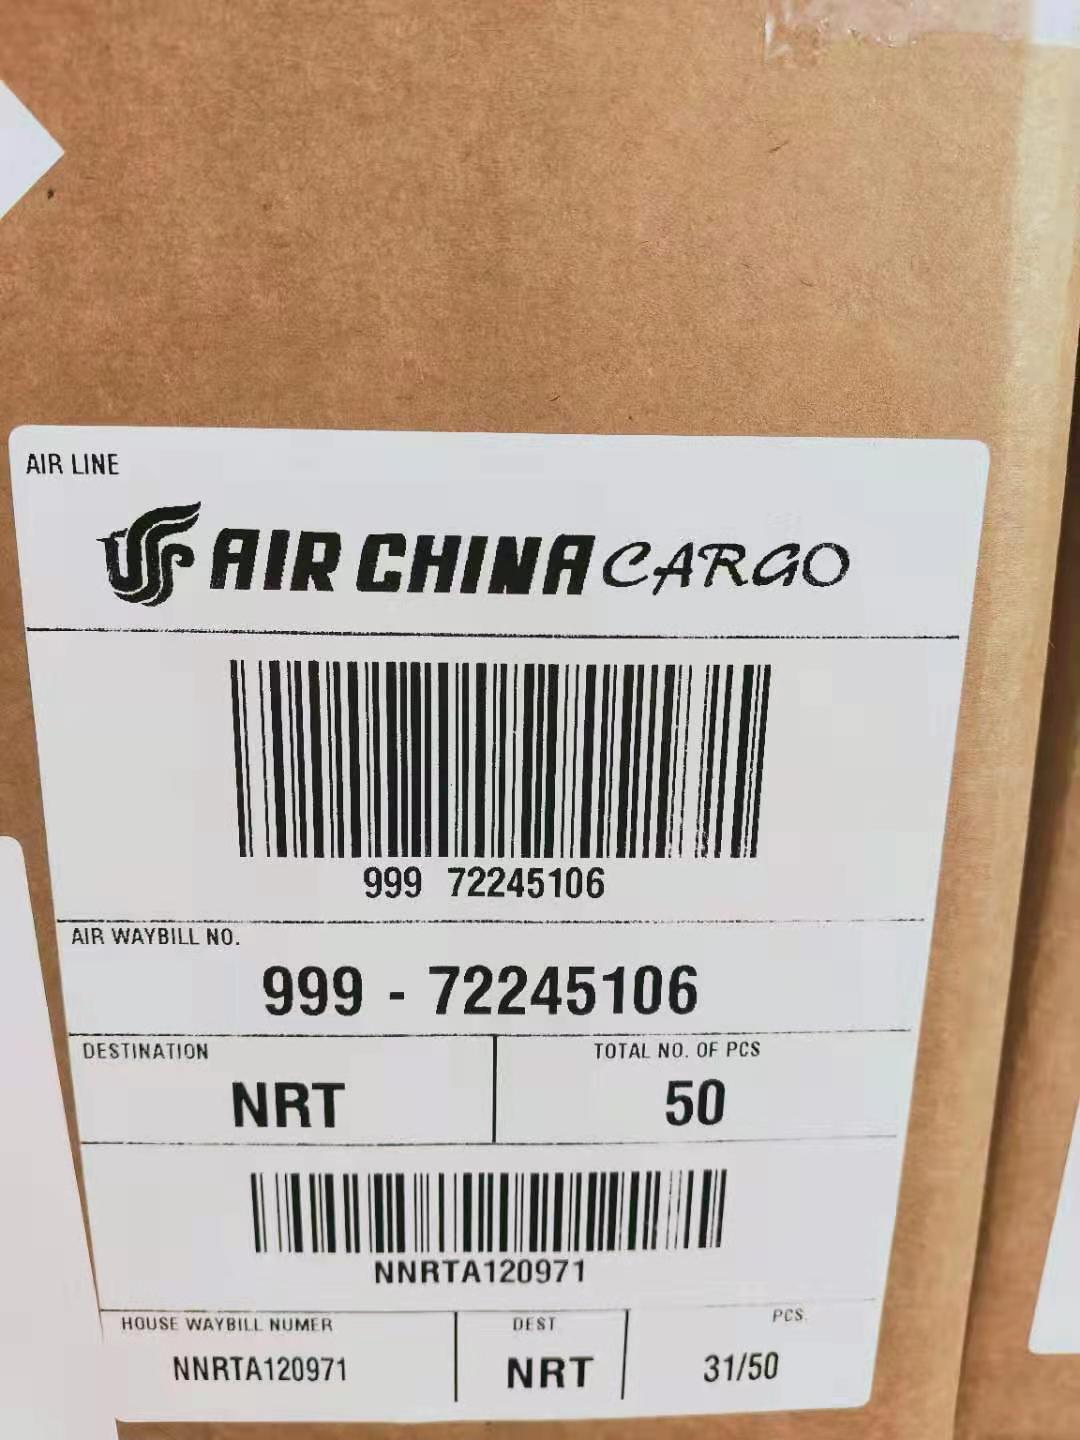 AIR LINE
AIR CHINA CARGO
999 72245106
AIR WAYBILL NO.
999 - 72245106
DESTINATION
NRT
TOTAL NO. OF PCS
50
NNRTA120971
HOUSE WAYBILL NUMER
NNRTA120971
DEST
NRT
PCS.
31/50